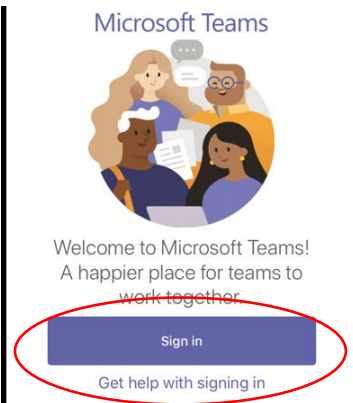 Microsoft Teams
Welcome to Microsoft Teams!
A happier place for teams to
work together.
Sign in
Get help with signing in